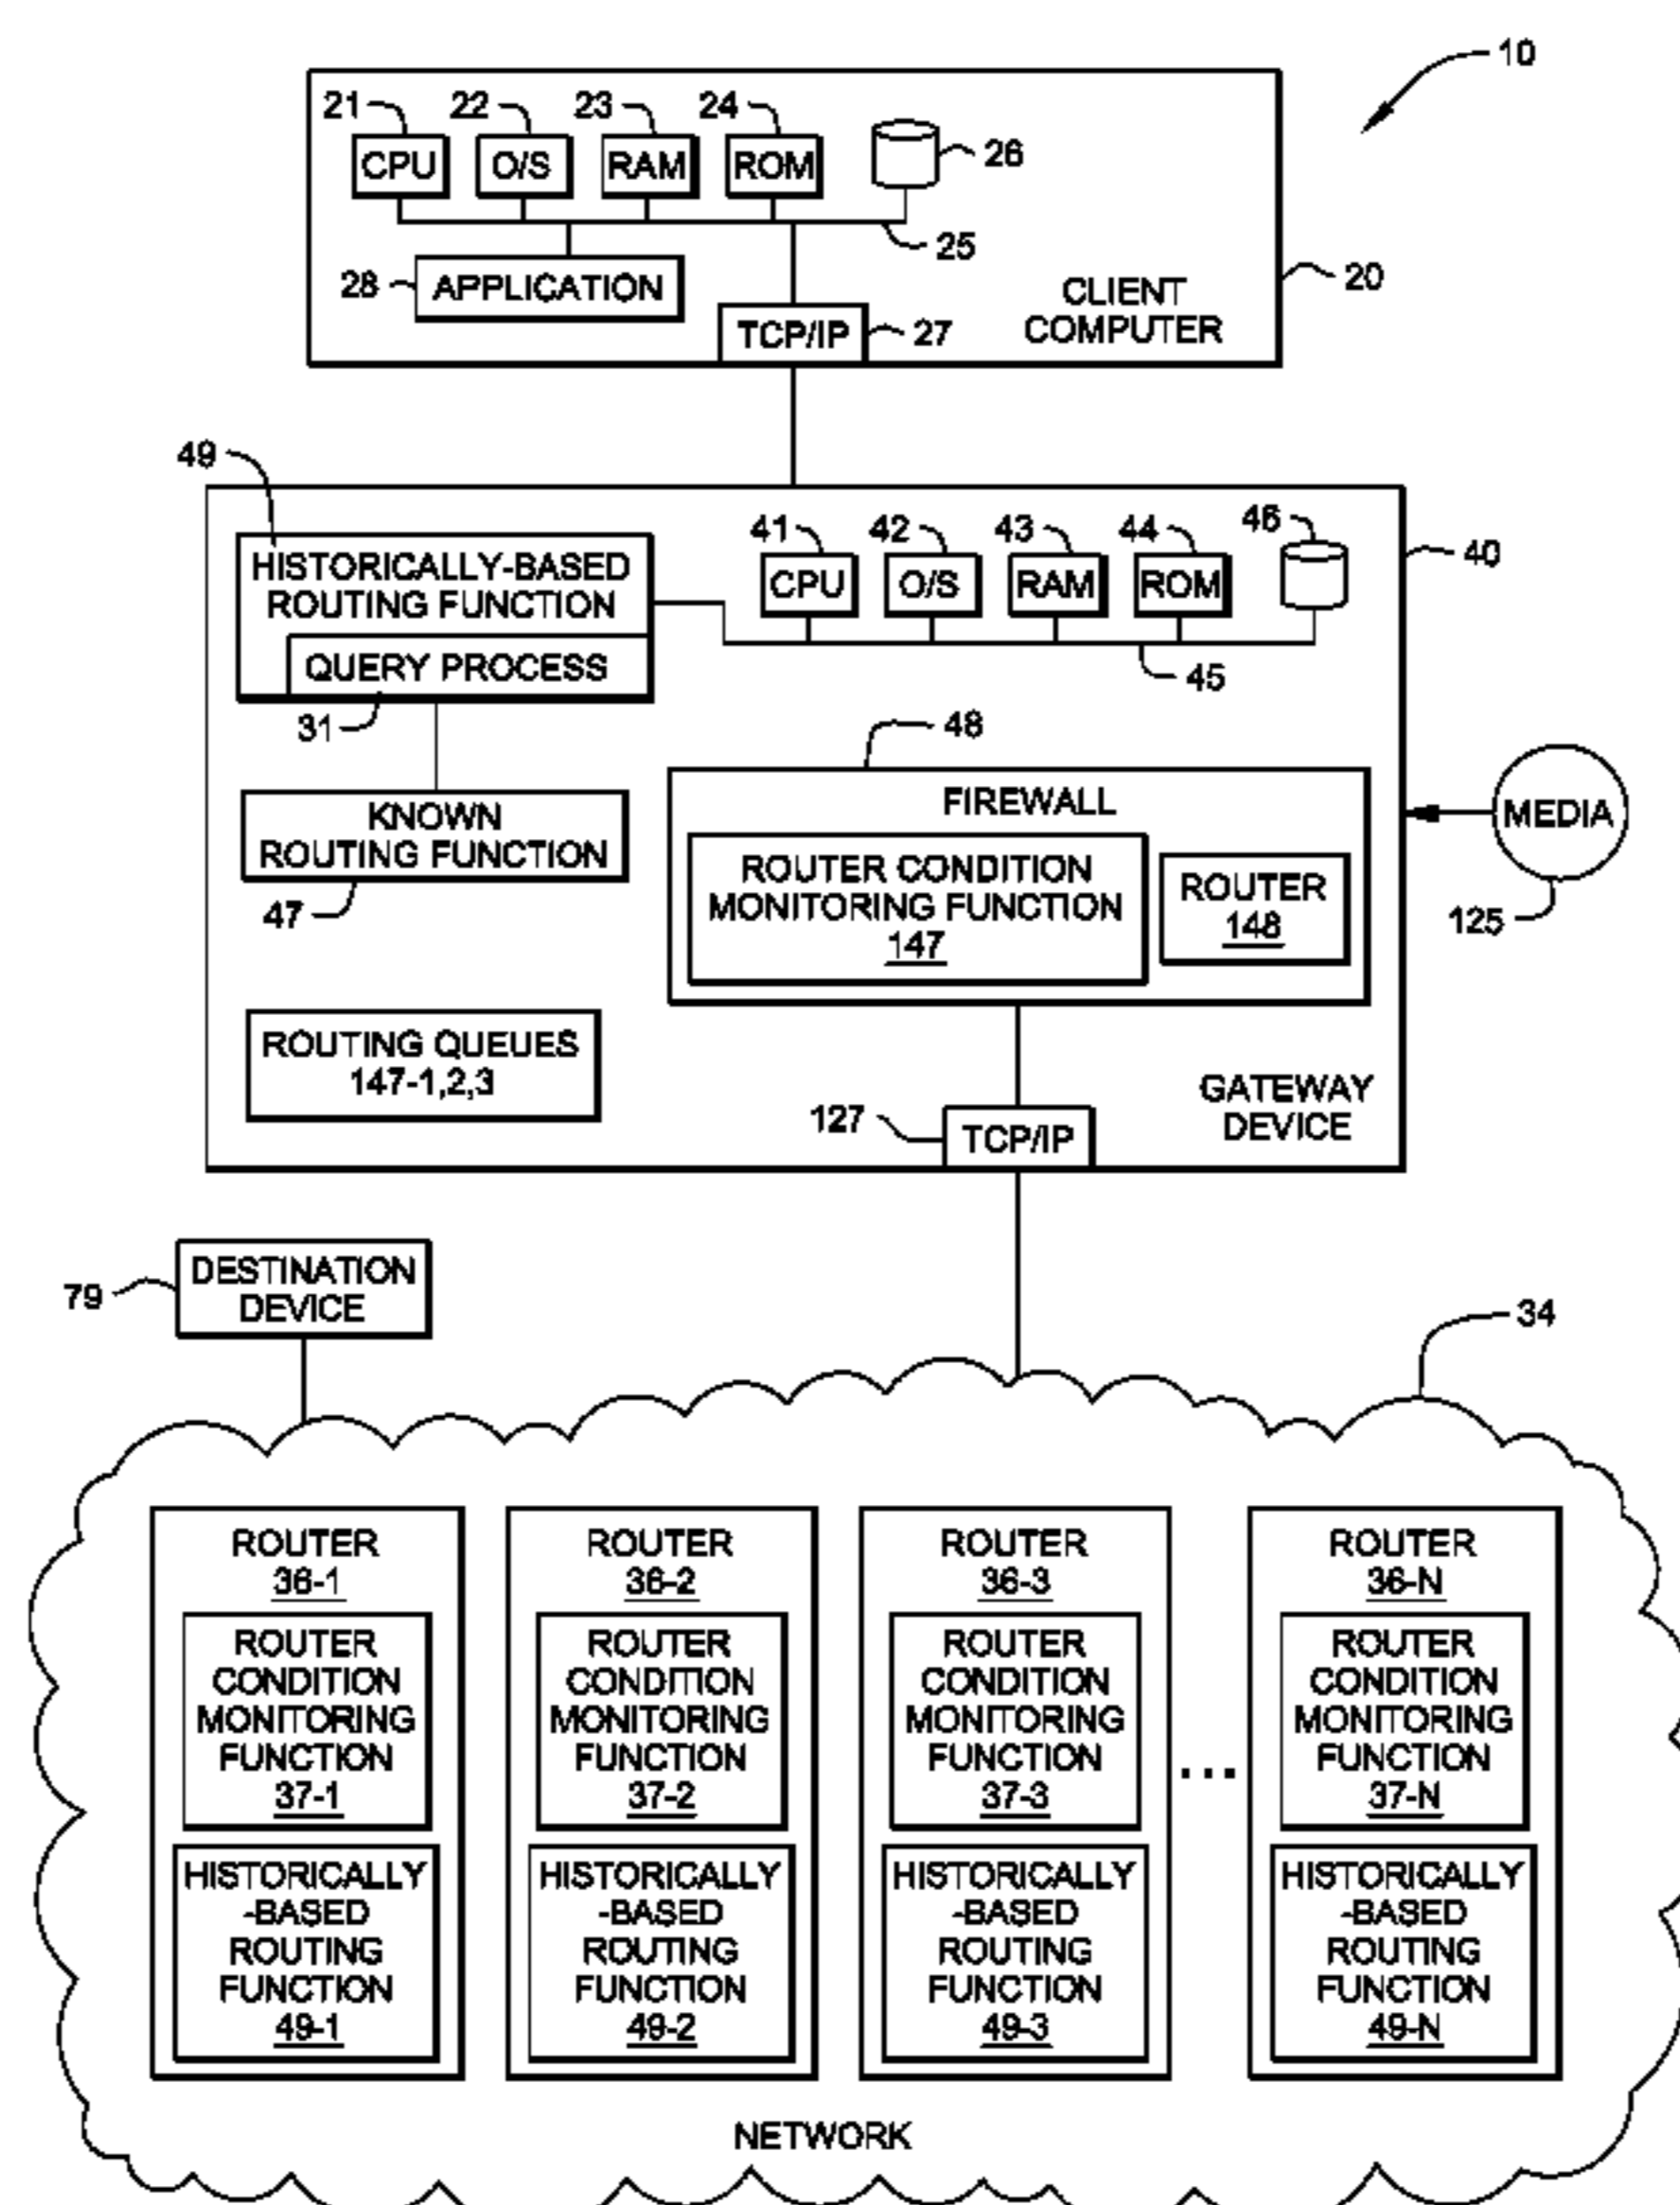 10
21
22
23
24
CPU
O/S
RAM
ROM
26
25
28
APPLICATION
CLIENT
COMPUTER
20
TCP/IP
27
49
41
42
43
44
46
40
HISTORICALLY-BASED
ROUTING FUNCTION
CPU
O/S
RAM
ROM
QUERY PROCESS
45
31
48
KNOWN
ROUTING FUNCTION
47
FIREWALL
ROUTER CONDITION
MONITORING FUNCTION
147
ROUTER
148
MEDIA
125
ROUTING QUEUES
147-1,2,3
GATEWAY
DEVICE
127
TCP/IP
79
DESTINATION
DEVICE
34
ROUTER
36-1
ROUTER
CONDITION
MONITORING
FUNCTION
37-1
HISTORICALLY
-BASED
ROUTING
FUNCTION
49-1
ROUTER
36-2
ROUTER
CONDITION
MONITORING
FUNCTION
37-2
HISTORICALLY
-BASED
ROUTING
FUNCTION
49-2
ROUTER
36-3
ROUTER
CONDITION
MONITORING
FUNCTION
37-3
HISTORICALLY
-BASED
ROUTING
FUNCTION
49-3
...
ROUTER
36-N
ROUTER
CONDITION
MONITORING
FUNCTION
37-N
HISTORICALLY
-BASED
ROUTING
FUNCTION
49-N
NETWORK